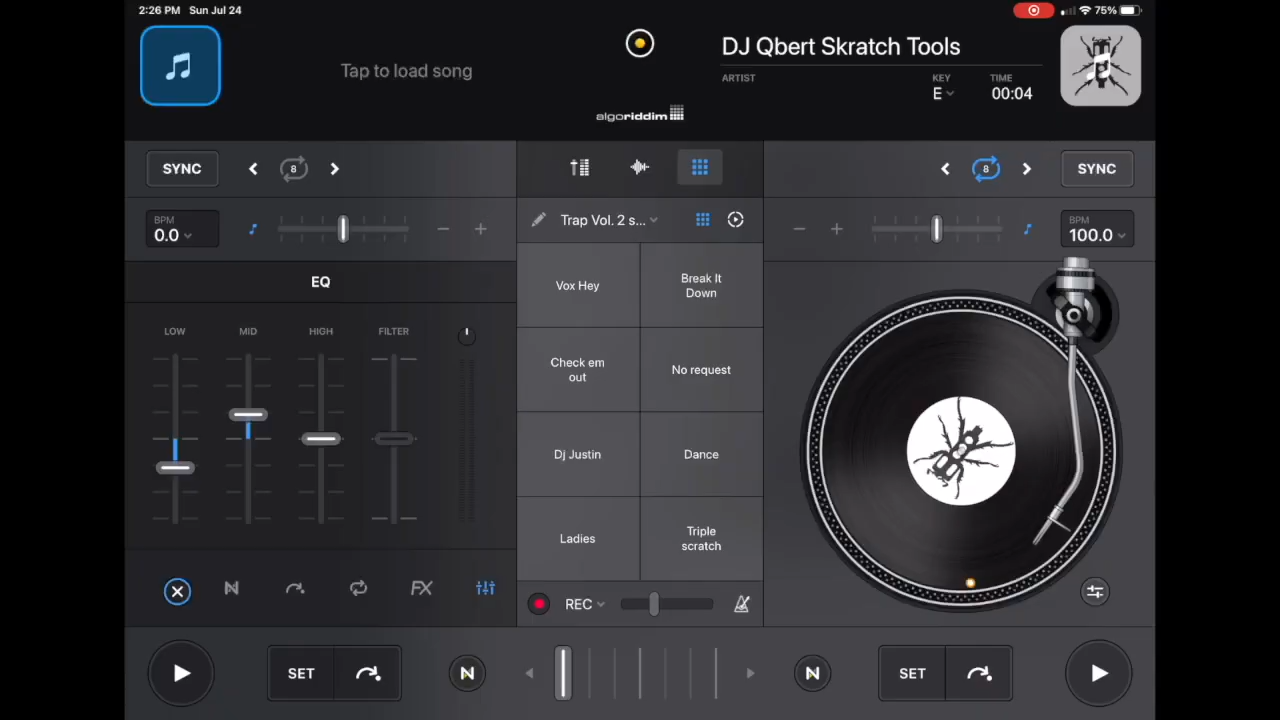 2:26 PM Sun Jul 24
75%
Tap to load song
DJ Qbert Skratch Tools
ARTIST
KEY
E
TIME
00:04
algoriddim
SYNC
8
8
SYNC
BPM
0.0
Trap Vol. 2 s...
BPM
100.0
EQ
LOW
MID
HIGH
FILTER
Vox Hey
Break It
Down
Check em
out
No request
Dj Justin
Dance
Ladies
Triple
scratch
FX
REC
SET
N
N
SET